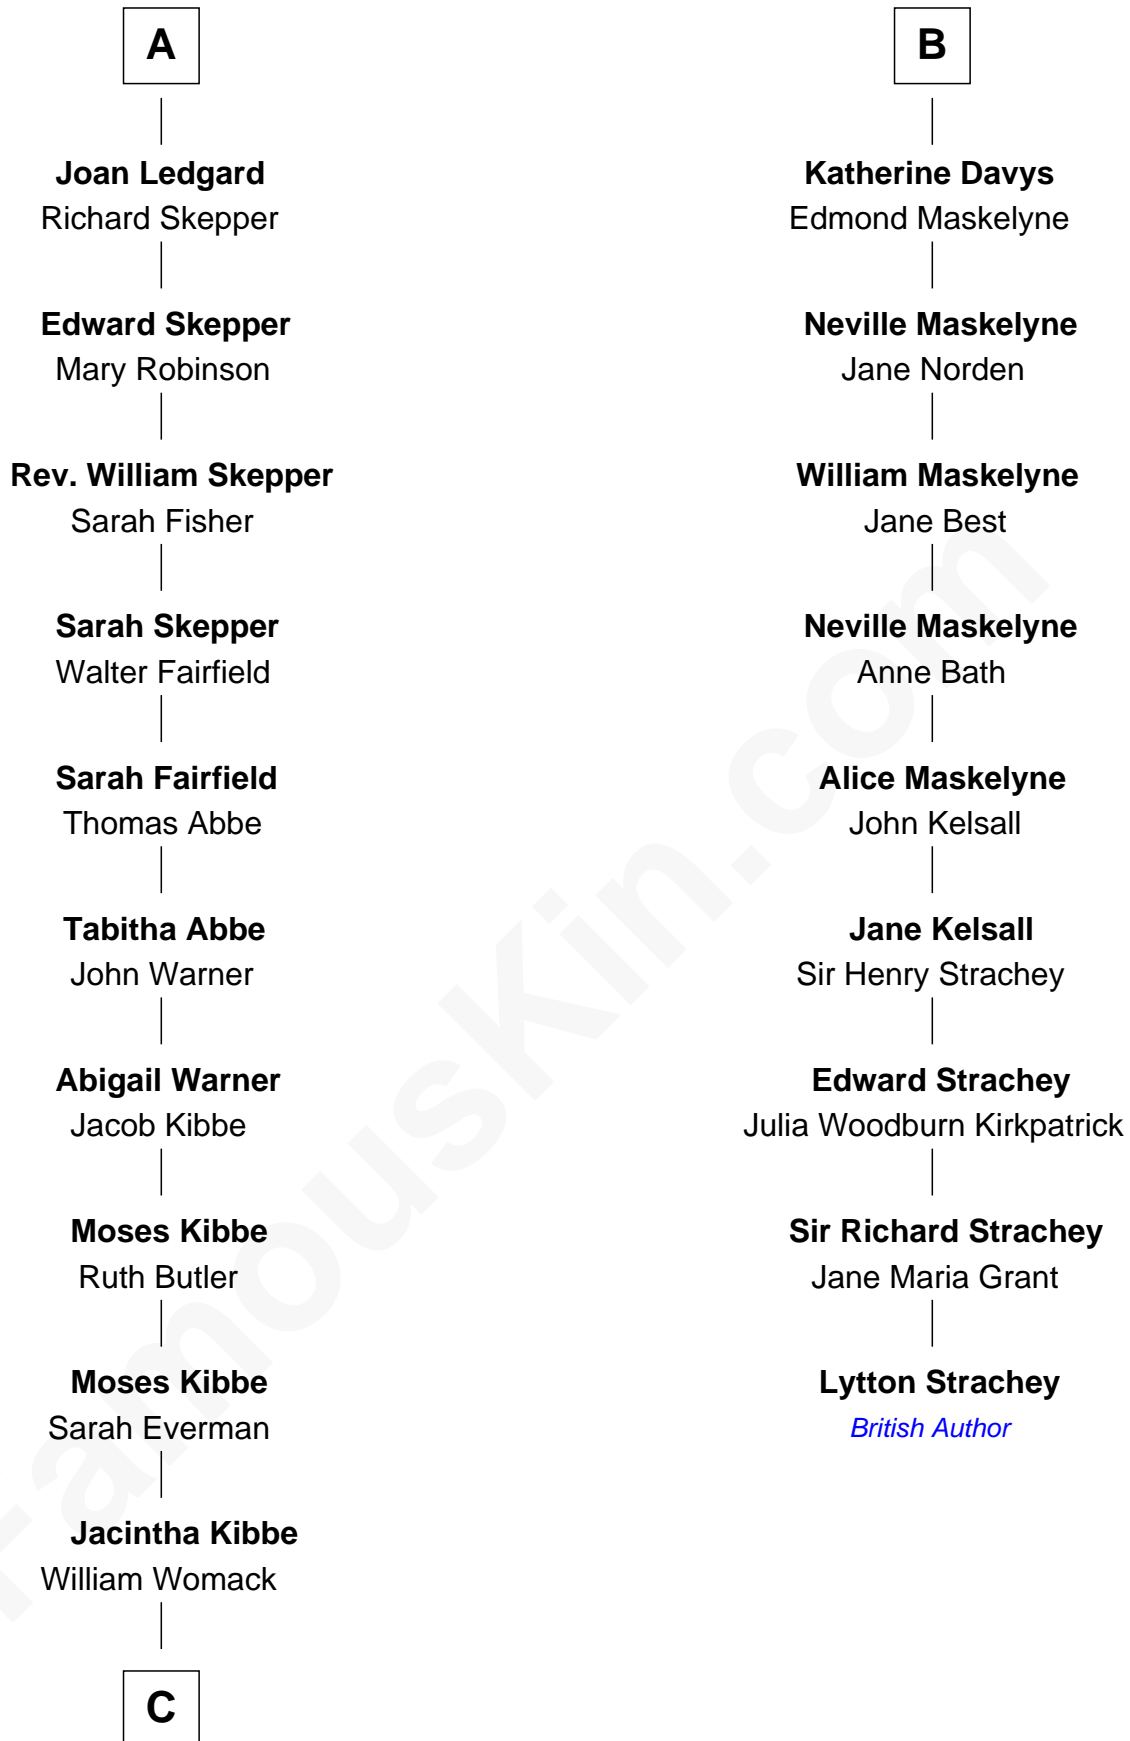 A
Joan Ledgard
Richard Skepper
Edward Skepper
Mary Robinson
Rev. William Skepper
Sarah Fisher
Sarah Skepper
Walter Fairfield
Sarah Fairfield
Thomas Abbe
Tabitha Abbe
John Warner
Abigail Warner
Jacob Kibbe
Moses Kibbe
Ruth Butler
Moses Kibbe
Sarah Everman
Jacintha Kibbe
William Womack
C
B
Katherine Davys
Edmond Maskelyne
Neville Maskelyne
Jane Norden
William Maskelyne
Jane Best
Neville Maskelyne
Anne Bath
Alice Maskelyne
John Kelsall
Jane Kelsall
Sir Henry Strachey
Edward Strachey
Julia Woodburn Kirkpatrick
Sir Richard Strachey
Jane Maria Grant
Lytton Strachey
British Author
FamousKin.com